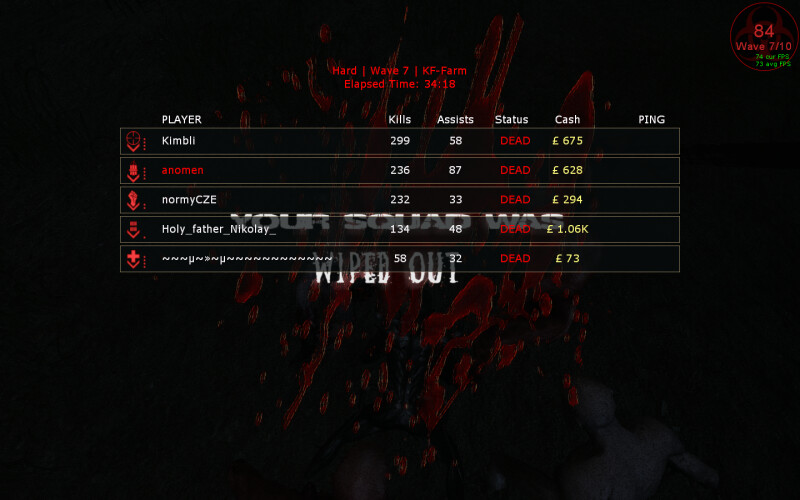 84
Wave 7/10
74 cur FPS
73 avg FPS
Hard | Wave 7 | KF-Farm
Elapsed Time: 34:18
PLAYER Kills Assists Status Cash PING
Kimbli 299 58 DEAD £ 675
anomen 236 87 DEAD £ 628
normyCZE 232 33 DEAD £ 294
YOUR SQUAD WAS
Holy_father_Nikolay_ 134 48 DEAD £ 1.06K
~~~µ~»~µ~~~~~~~~~~~~ 58 32 DEAD £ 73
WIPED OUT